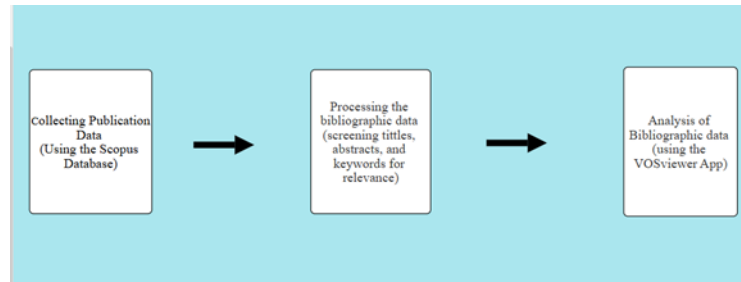 Collecting Publication
Data
(Using the Scopus
Database)
Processing the
bibliographic data
(screening tittles,
abstracts, and
keywords for
relevance)
Analysis of
Bibliographic data
(using the
VOSviewer App)